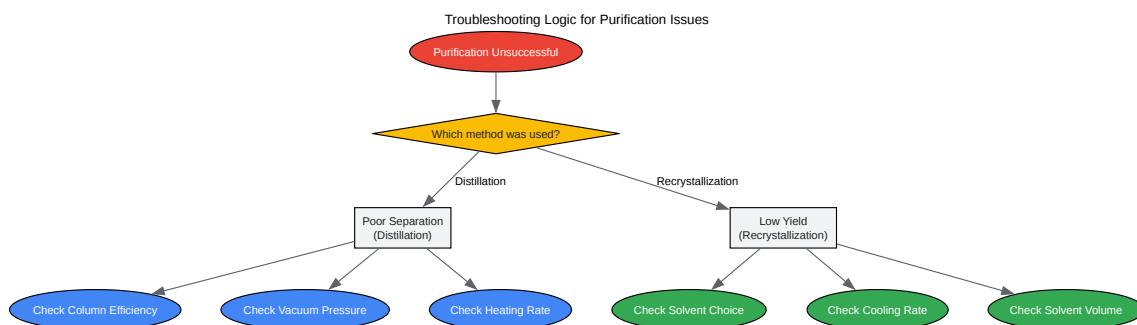 Troubleshooting Logic for Purification Issues
Purification Unsuccessful
Which method was used?
Distillation
Recrystallization
Poor Separation
(Distillation)
Low Yield
(Recrystallization)
Check Column Efficiency
Check Vacuum Pressure
Check Heating Rate
Check Solvent Choice
Check Cooling Rate
Check Solvent Volume